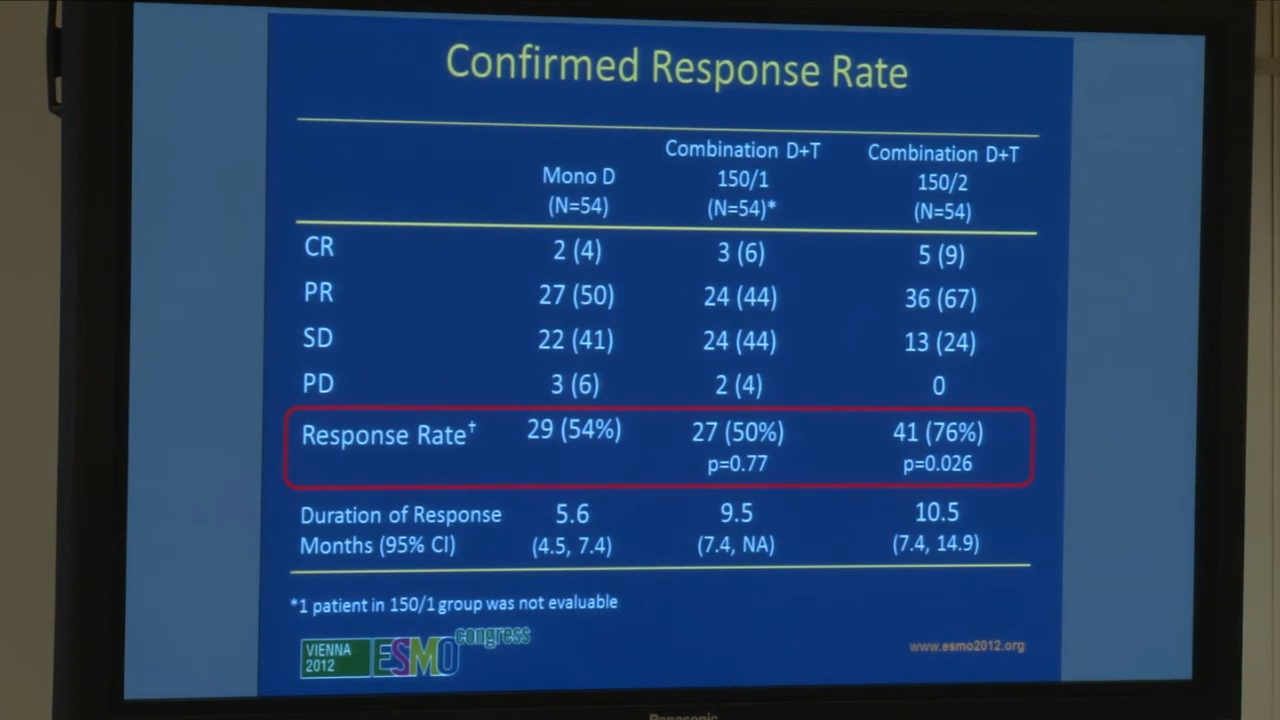 Confirmed Response Rate
Mono D
(N=54)
Combination D+T
150/1
(N=54)*
Combination D+T
150/2
(N=54)
CR 2 (4) 3 (6) 5 (9)
PR 27 (50) 24 (44) 36 (67)
SD 22 (41) 24 (44) 13 (24)
PD 3 (6) 2 (4) 0
Response Rate† 29 (54%) 27 (50%) 41 (76%)
p=0.77 p=0.026
Duration of Response 5.6 9.5 10.5
Months (95% CI) (4.5, 7.4) (7.4, NA) (7.4, 14.9)
*1 patient in 150/1 group was not evaluable
VIENNA
2012
ESMO congress
www.esmo2012.org
Panasonic